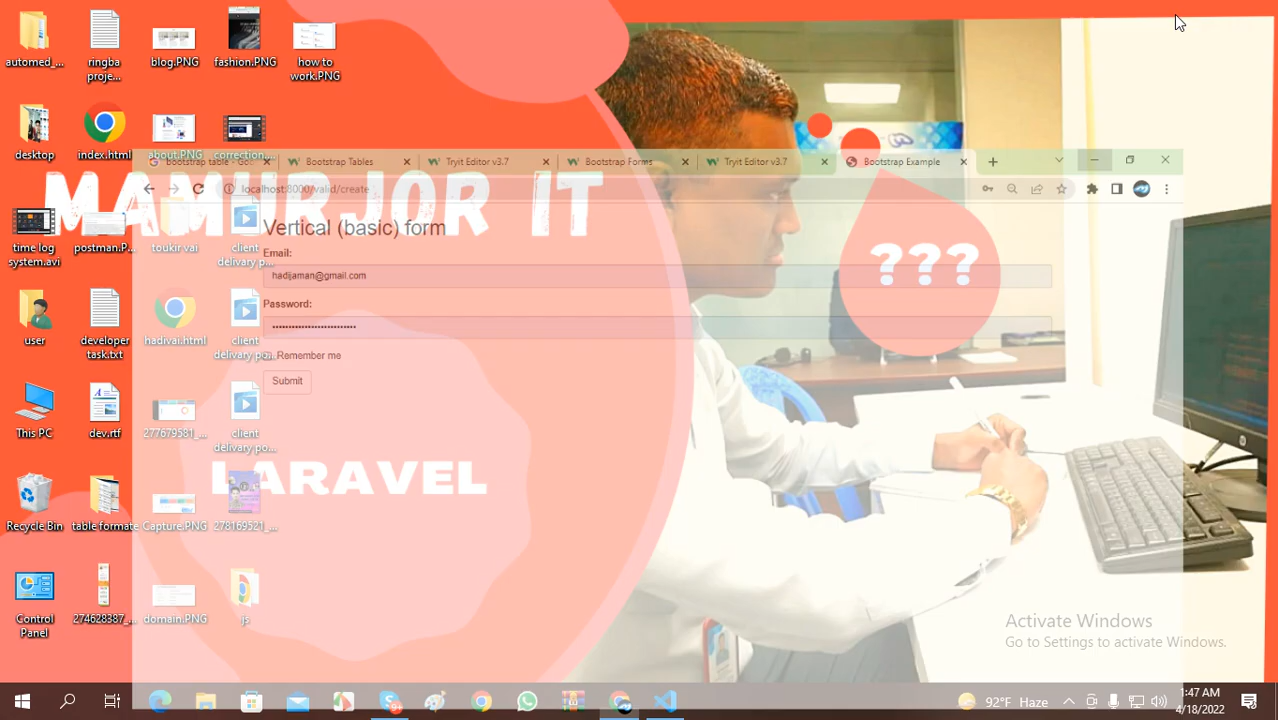 automed_...
ringba proje...
blog.PNG
fashion.PNG
how to work.PNG
desktop
index.html
about.PNG
correction....
Bootstrap Tables
Tryit Editor v3.7
Bootstrap Forms
Tryit Editor v3.7
Bootstrap Example
localhost:8000/valid/create
MAMURJOR IT
???
time log system.avi
postman.P...
toukir vai
client delivary p...
Vertical (basic) form
Email:
hadijaman@gmail.com
Password:
Remember me
Submit
user
developer task.txt
hadivai.html
client delivary po...
This PC
dev.rtf
277679581_...
client delivary po...
LARAVEL
Recycle Bin
table formate
Capture.PNG
278169521_...
Control Panel
274628387_...
domain.PNG
js
Activate Windows
Go to Settings to activate Windows.
9+
92°F Haze
1:47 AM
4/18/2022